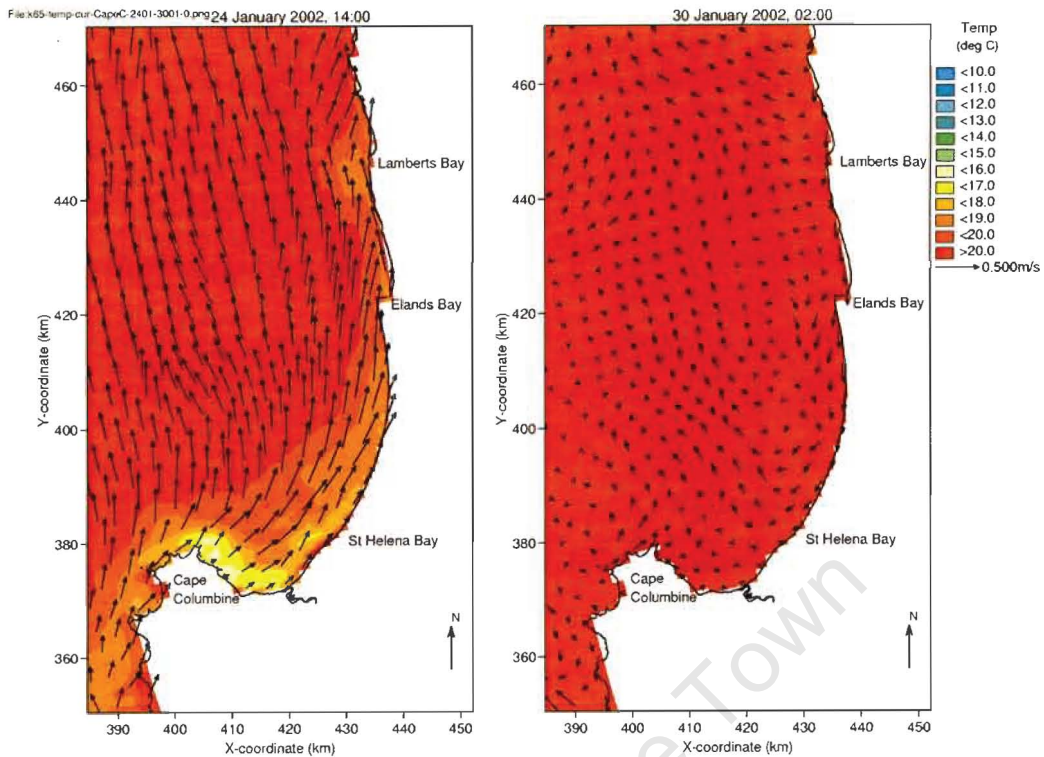 File:k65-temp-cur-CapeC-2401-3001-0.png
24 January 2002, 14:00
460
440
420
400
380
360
Y-coordinate (km)
Lamberts Bay
Elands Bay
St Helena Bay
Cape
Columbine
N
390 400 410 420 430 440 450
X-coordinate (km)
30 January 2002, 02:00
460
440
420
400
380
360
Y-coordinate (km)
Lamberts Bay
Elands Bay
St Helena Bay
Cape
Columbine
N
390 400 410 420 430 440 450
X-coordinate (km)
Temp
(deg C)
<10.0
<11.0
<12.0
<13.0
<14.0
<15.0
<16.0
<17.0
<18.0
<19.0
<20.0
>20.0
0.500m/s
e Town